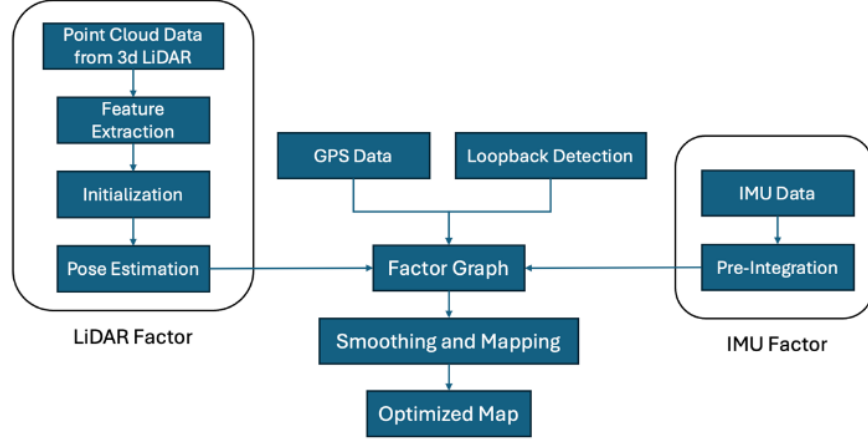 Point Cloud Data
from 3d LiDAR
Feature
Extraction
Initialization
Pose Estimation
LiDAR Factor
GPS Data
Loopback Detection
Factor Graph
Smoothing and Mapping
Optimized Map
IMU Data
Pre-Integration
IMU Factor